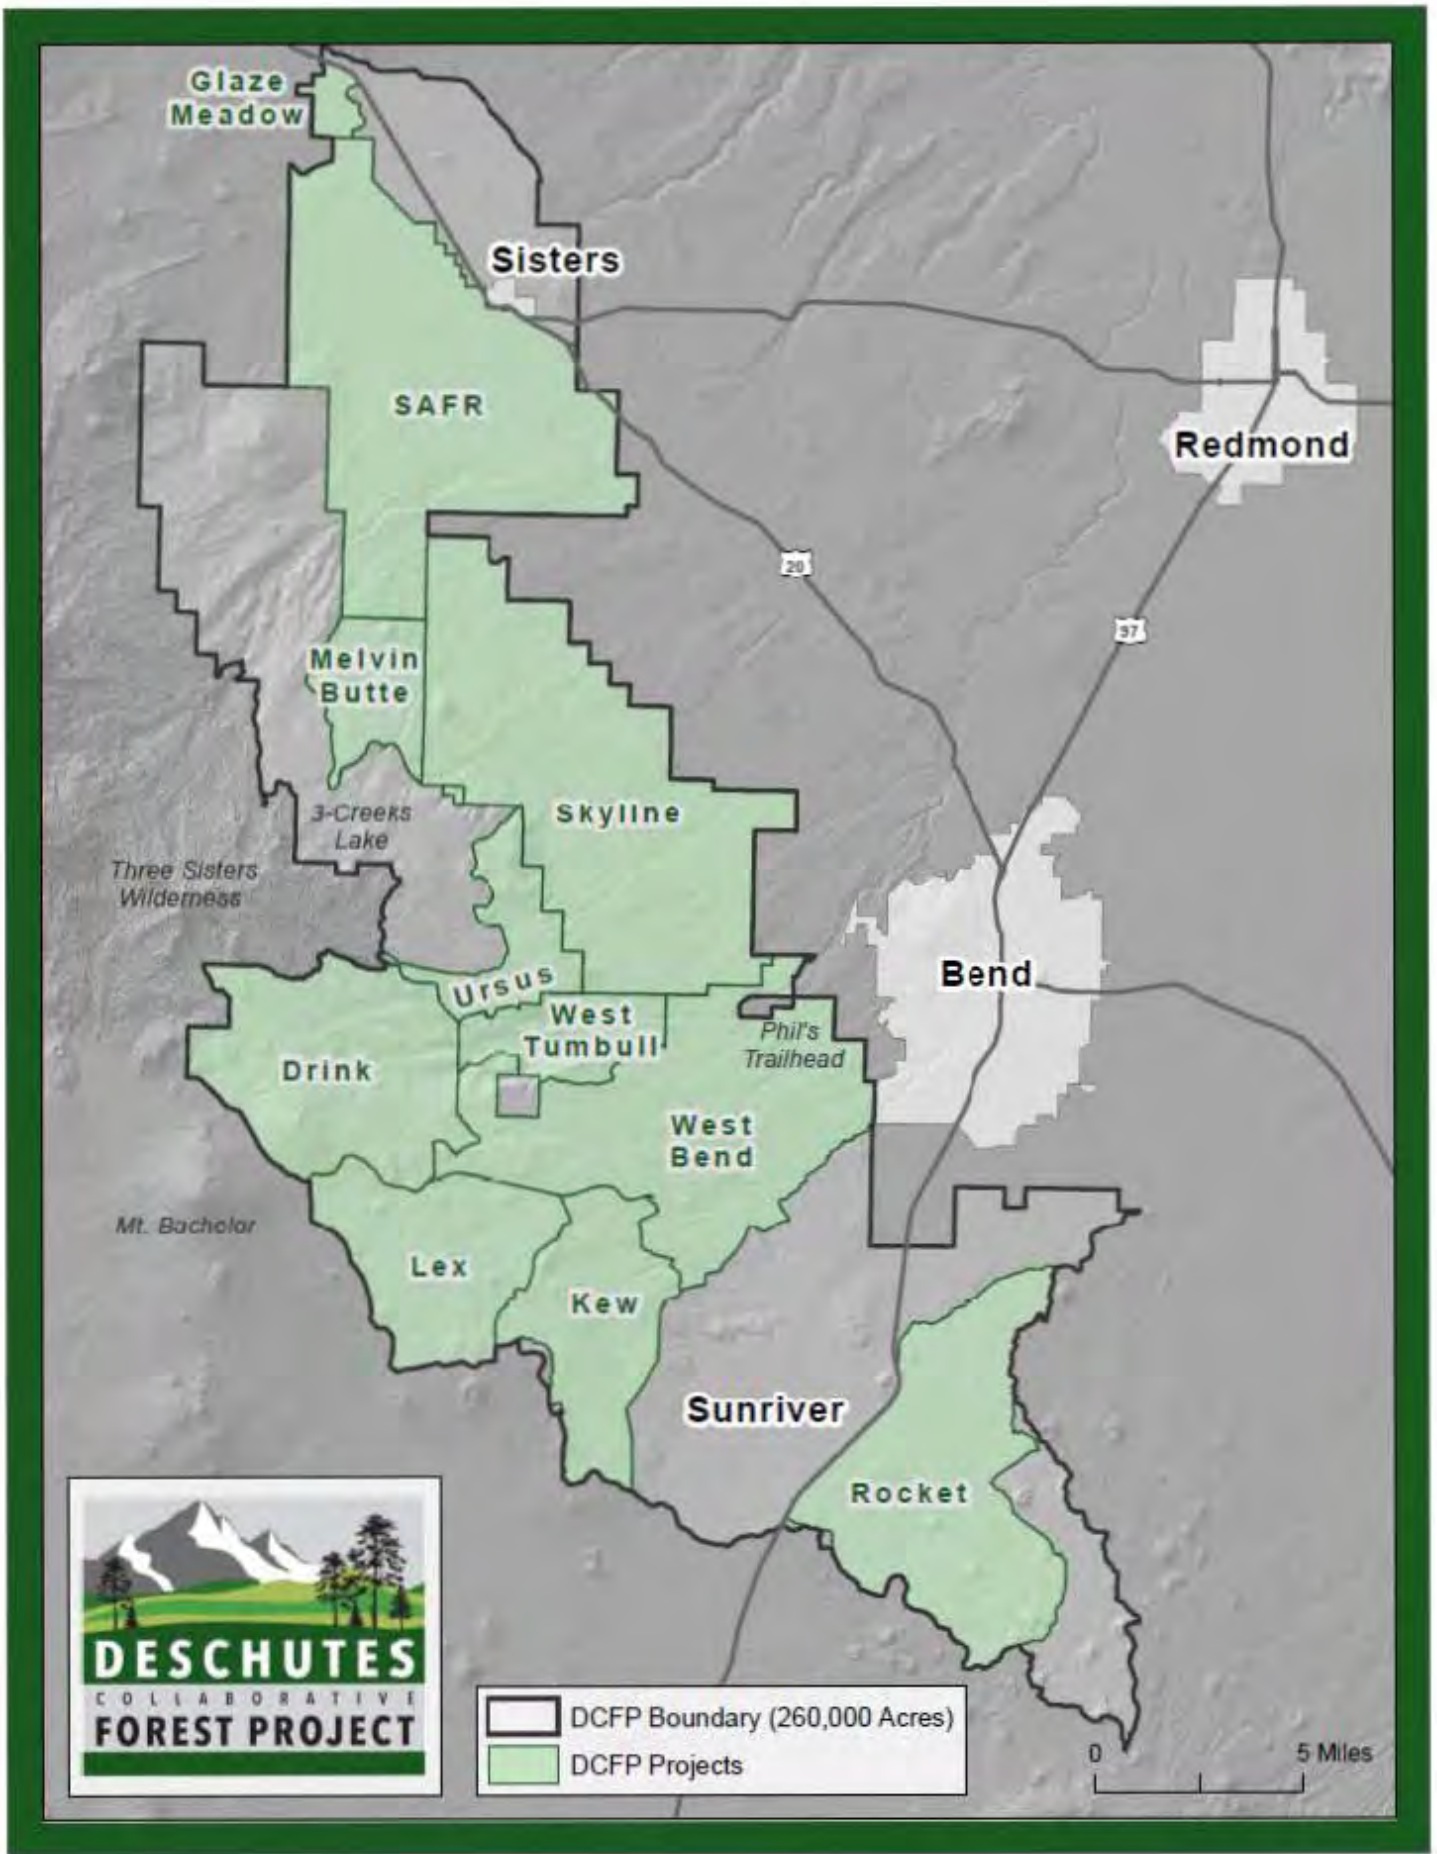 Glaze
Meadow
Sisters
SAFR
Redmond
20
97
Melvin
Butte
3-Creeks
Lake
Skyline
Three Sisters
Wilderness
Ursus
Bend
West
Tumbull
Phil's
Trailhead
Drink
West
Bend
Mt. Bachelor
Lex
Kew
Sunriver
Rocket
DESCHUTES
COLLABORATIVE
FOREST PROJECT
DCFP Boundary (260,000 Acres)
DCFP Projects
0 5 Miles